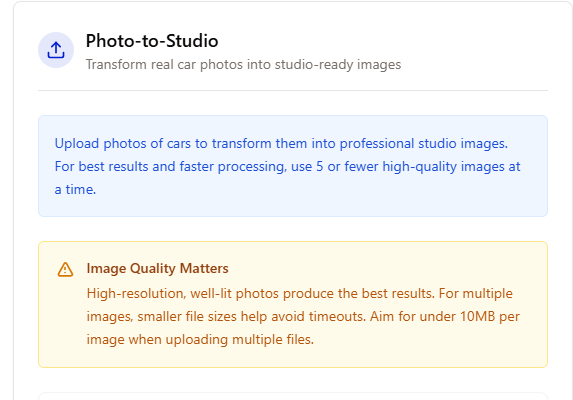 Photo-to-Studio
Transform real car photos into studio-ready images
Upload photos of cars to transform them into professional studio images.
For best results and faster processing, use 5 or fewer high-quality images at
a time.
Image Quality Matters
High-resolution, well-lit photos produce the best results. For multiple
images, smaller file sizes help avoid timeouts. Aim for under 10MB per
image when uploading multiple files.